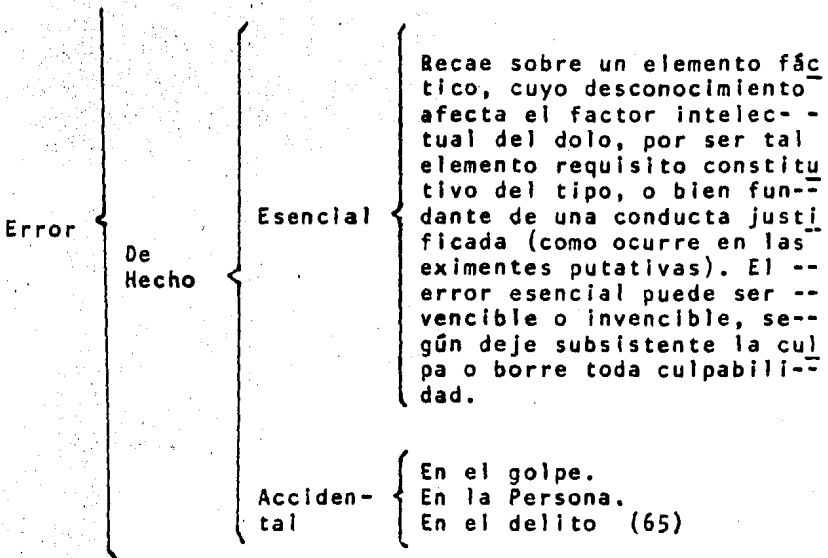 Error
De
Hecho
Esencial
Recae sobre un elemento fác
tico, cuyo desconocimiento
afecta el factor intelec- -
tual del dolo, por ser tal
elemento requisito constitu
tivo del tipo, o bien fun--
dante de una conducta justi
ficada (como ocurre en las
eximentes putativas). El --
error esencial puede ser --
vencible o invencible, se--
gún deje subsistente la cul
pa o borre toda culpabili--
dad.
Acciden-
tal
En el golpe.
En la Persona.
En el delito (65)